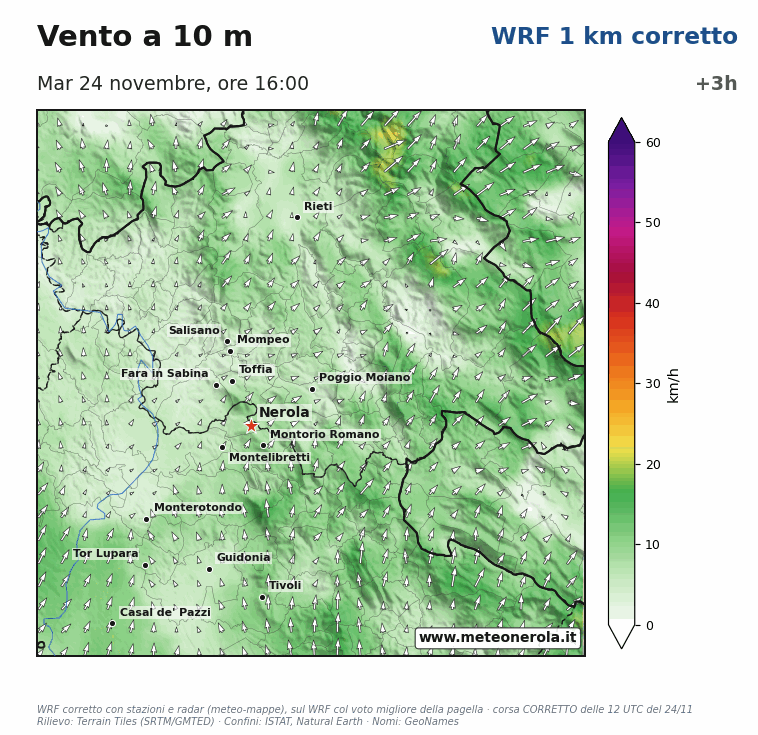 Vento a 10 m
WRF 1 km corretto
Mar 24 novembre, ore 16:00
+3h
Rieti
Salisano
Mompeo
Fara in Sabina
Toffia
Poggio Moiano
Nerola
Montorio Romano
Montelibretti
Monterotondo
Tor Lupara
Guidonia
Tivoli
Casal de' Pazzi
www.meteonerola.it
60
50
40
30
20
10
0
km/h
WRF corretto con stazioni e radar (meteo-mappe), sul WRF col voto migliore della pagella · corsa CORRETTO delle 12 UTC del 24/11
Rilievo: Terrain Tiles (SRTM/GMTED) · Confini: ISTAT, Natural Earth · Nomi: GeoNames